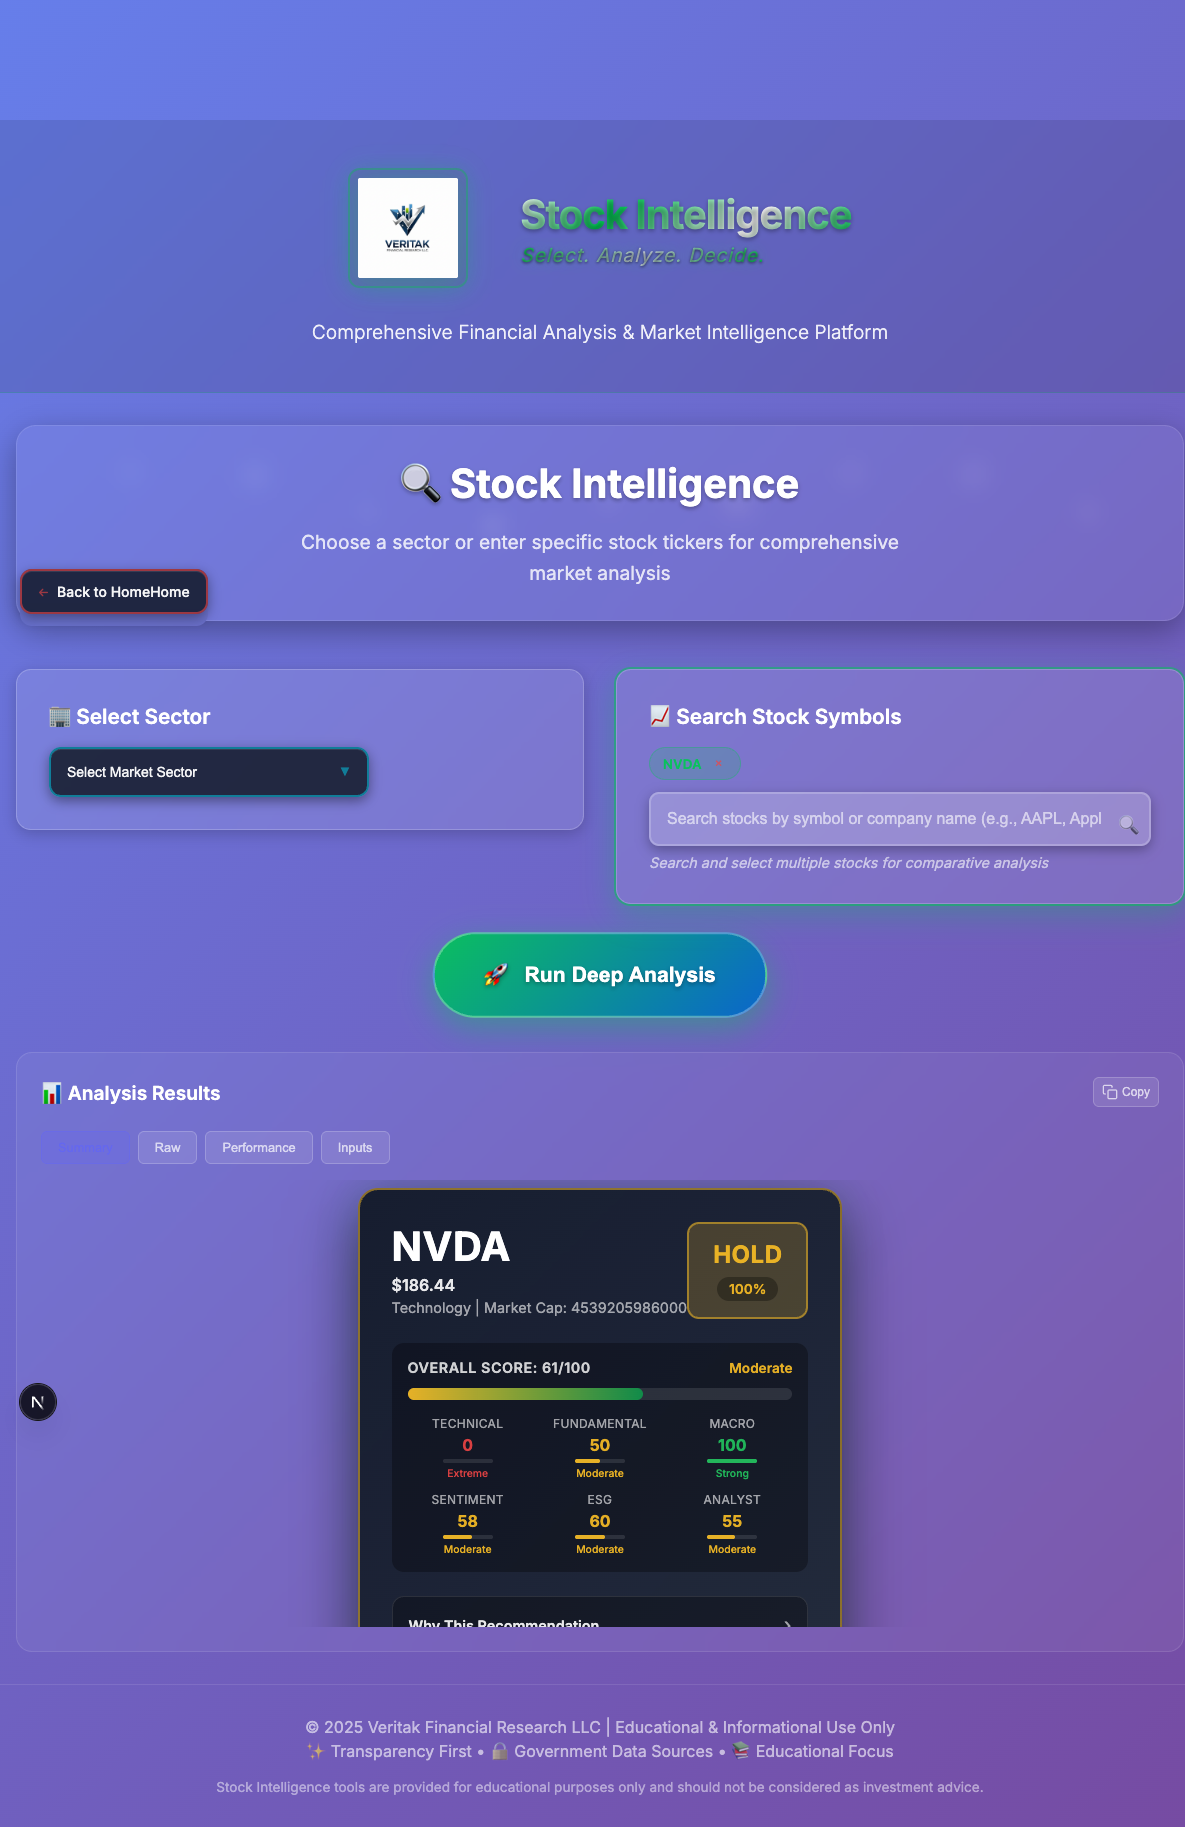 VERITAK
FINANCIAL RESEARCH LLC
Stock Intelligence
Select. Analyze. Decide.
Comprehensive Financial Analysis & Market Intelligence Platform
🔍 Stock Intelligence
Choose a sector or enter specific stock tickers for comprehensive
market analysis
← Back to HomeHome
🏢 Select Sector
Select Market Sector ▼
📈 Search Stock Symbols
NVDA ×
Search stocks by symbol or company name (e.g., AAPL, Appl 🔍
Search and select multiple stocks for comparative analysis
🚀 Run Deep Analysis
📊 Analysis Results
Copy
Summary Raw Performance Inputs
NVDA
HOLD
$186.44
100%
Technology | Market Cap: 4539205986000
OVERALL SCORE: 61/100 Moderate
TECHNICAL FUNDAMENTAL MACRO
0 50 100
Extreme Moderate Strong
SENTIMENT ESG ANALYST
58 60 55
Moderate Moderate Moderate
Why This Recommendation ›
N
© 2025 Veritak Financial Research LLC | Educational & Informational Use Only
✨ Transparency First • 🔒 Government Data Sources • 📚 Educational Focus
Stock Intelligence tools are provided for educational purposes only and should not be considered as investment advice.